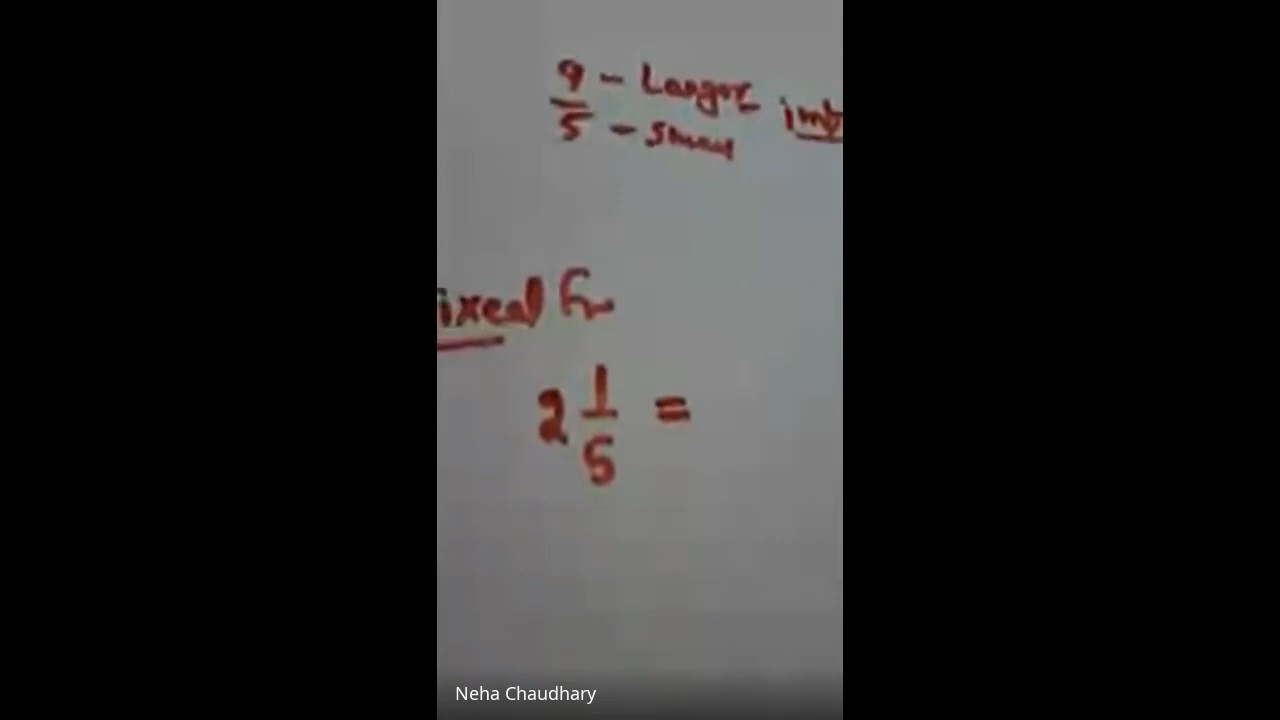 9 - Larger
5 - Small
ixed Fr
2 1/5 =
Neha Chaudhary